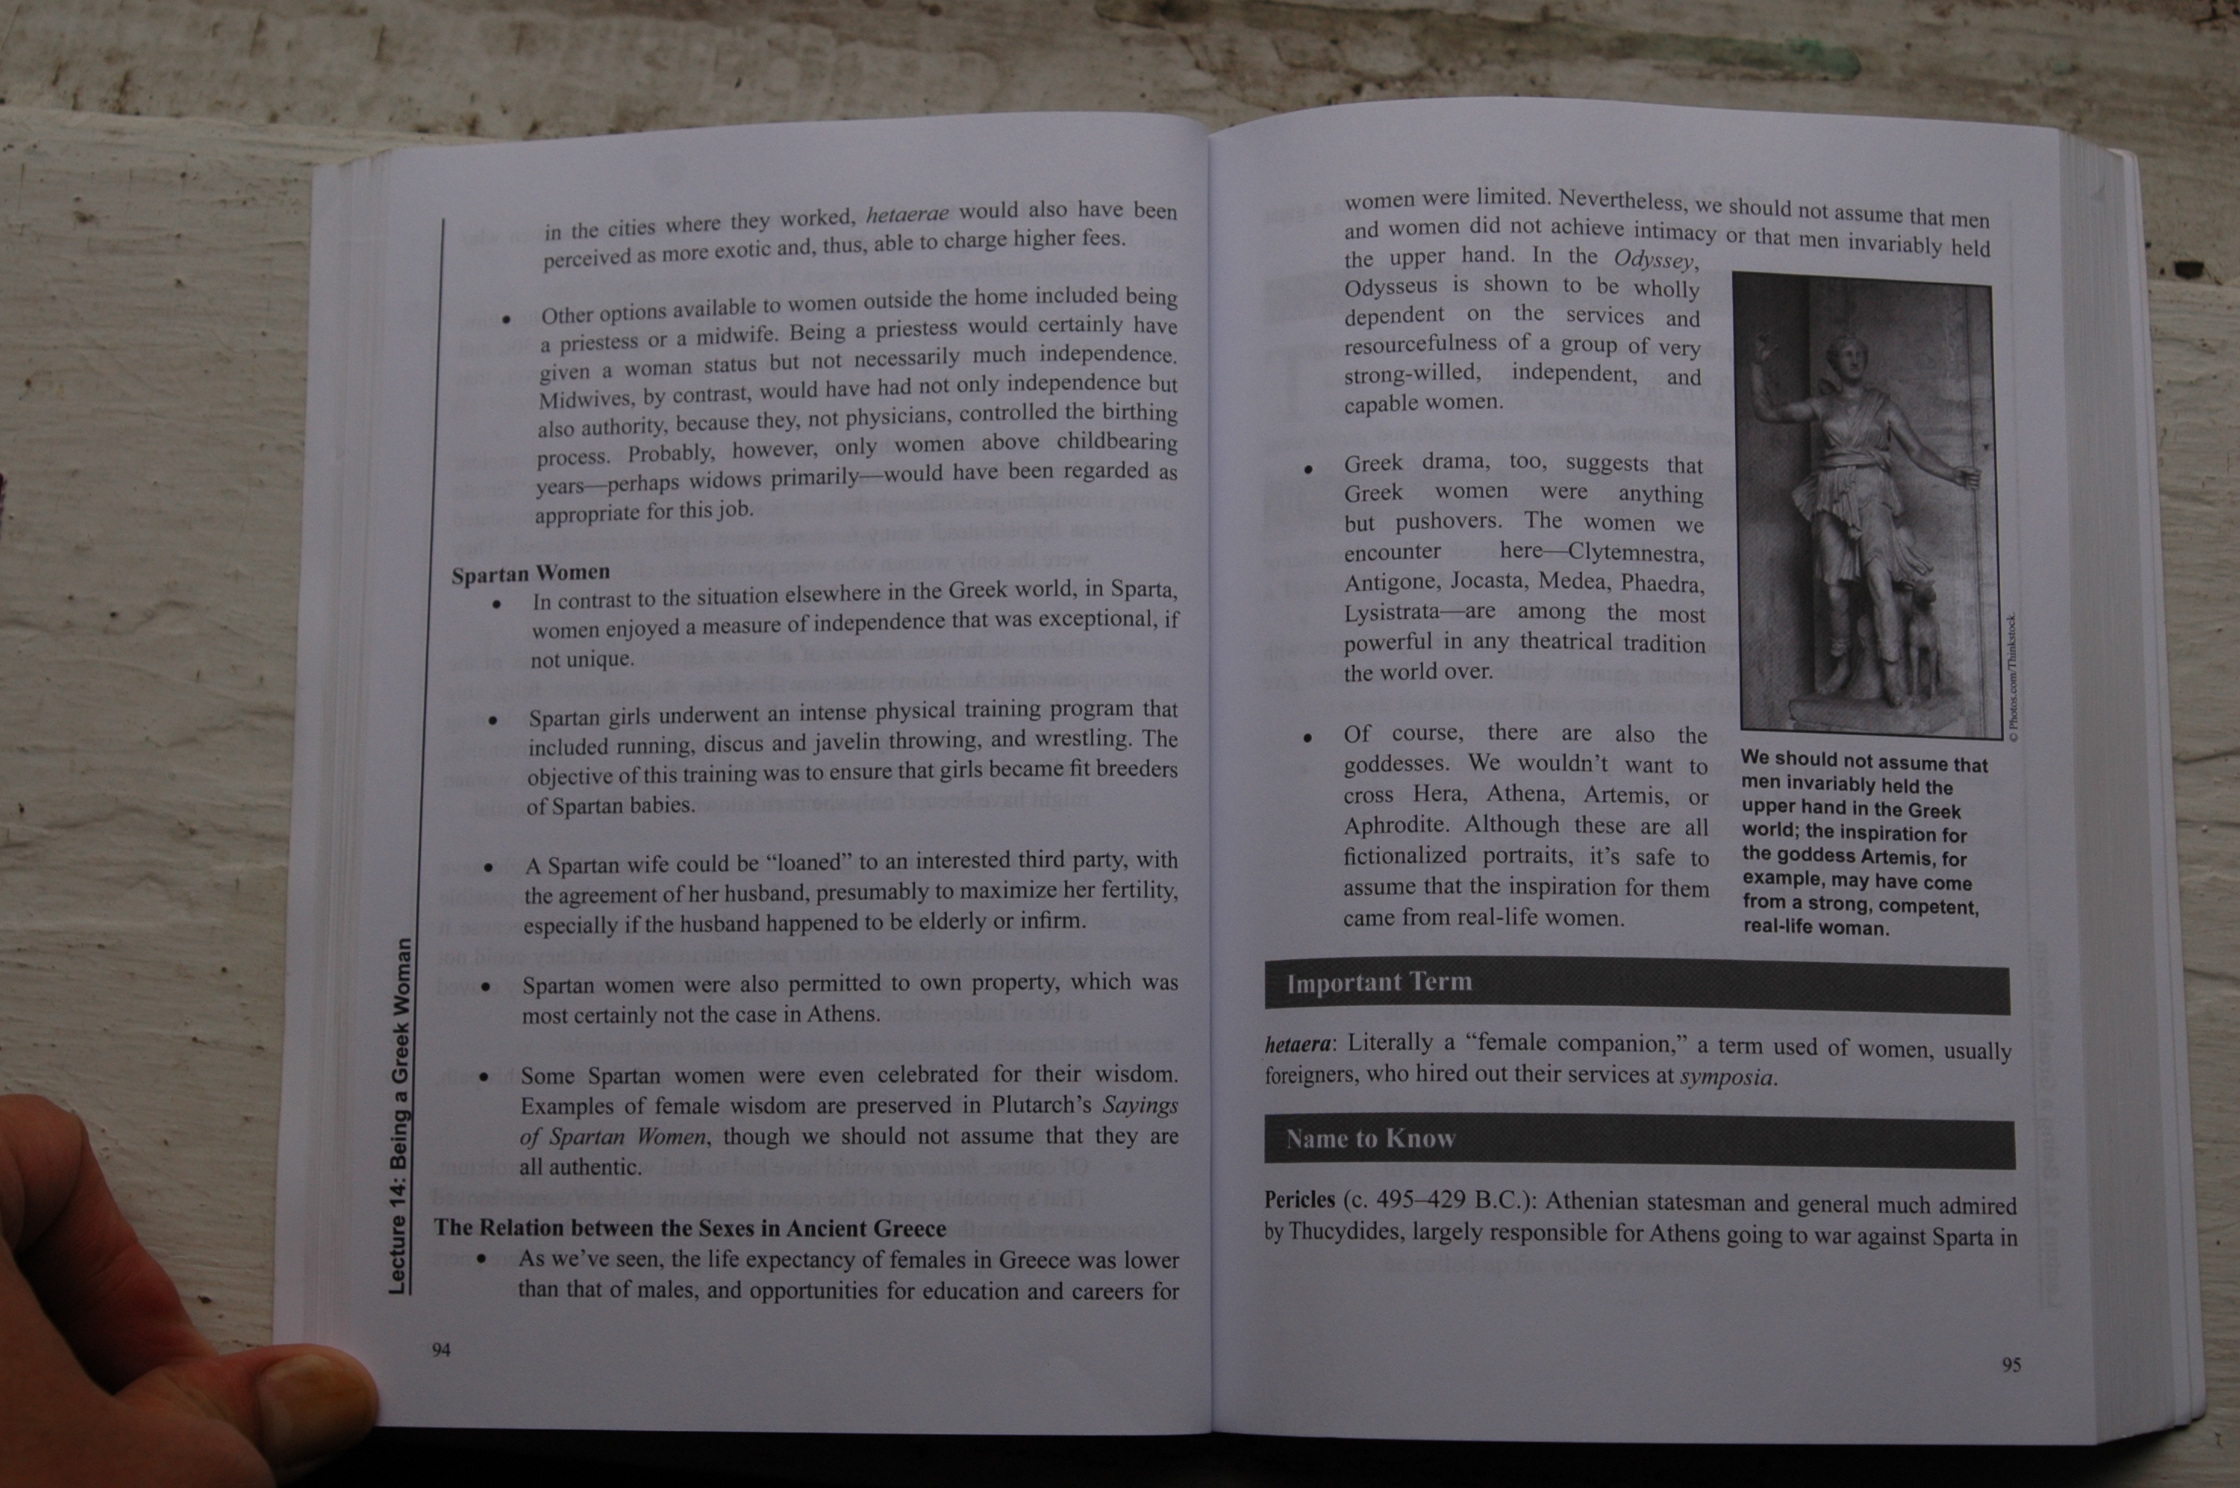 in the cities where they worked, hetaerae would also have been
perceived as more exotic and, thus, able to charge higher fees.
• Other options available to women outside the home included being
a priestess or a midwife. Being a priestess would certainly have
given a woman status but not necessarily much independence.
Midwives, by contrast, would have had not only independence but
also authority, because they, not physicians, controlled the birthing
process. Probably, however, only women above childbearing
years—perhaps widows primarily—would have been regarded as
appropriate for this job.
Spartan Women
• In contrast to the situation elsewhere in the Greek world, in Sparta,
women enjoyed a measure of independence that was exceptional, if
not unique.
• Spartan girls underwent an intense physical training program that
included running, discus and javelin throwing, and wrestling. The
objective of this training was to ensure that girls became fit breeders
of Spartan babies.
• A Spartan wife could be “loaned” to an interested third party, with
the agreement of her husband, presumably to maximize her fertility,
especially if the husband happened to be elderly or infirm.
• Spartan women were also permitted to own property, which was
most certainly not the case in Athens.
• Some Spartan women were even celebrated for their wisdom.
Examples of female wisdom are preserved in Plutarch’s Sayings
of Spartan Women, though we should not assume that they are
all authentic.
The Relation between the Sexes in Ancient Greece
• As we’ve seen, the life expectancy of females in Greece was lower
than that of males, and opportunities for education and careers for
Lecture 14: Being a Greek Woman
94
women were limited. Nevertheless, we should not assume that men
and women did not achieve intimacy or that men invariably held
the upper hand. In the Odyssey,
Odysseus is shown to be wholly
dependent on the services and
resourcefulness of a group of very
strong-willed, independent, and
capable women.
• Greek drama, too, suggests that
Greek women were anything
but pushovers. The women we
encounter here—Clytemnestra,
Antigone, Jocasta, Medea, Phaedra,
Lysistrata—are among the most
powerful in any theatrical tradition
the world over.
• Of course, there are also the
goddesses. We wouldn’t want to
cross Hera, Athena, Artemis, or
Aphrodite. Although these are all
fictionalized portraits, it’s safe to
assume that the inspiration for them
came from real-life women.
© Photos.com/Thinkstock.
We should not assume that
men invariably held the
upper hand in the Greek
world; the inspiration for
the goddess Artemis, for
example, may have come
from a strong, competent,
real-life woman.
Important Term
hetaera: Literally a “female companion,” a term used of women, usually
foreigners, who hired out their services at symposia.
Name to Know
Pericles (c. 495–429 B.C.): Athenian statesman and general much admired
by Thucydides, largely responsible for Athens going to war against Sparta in
95